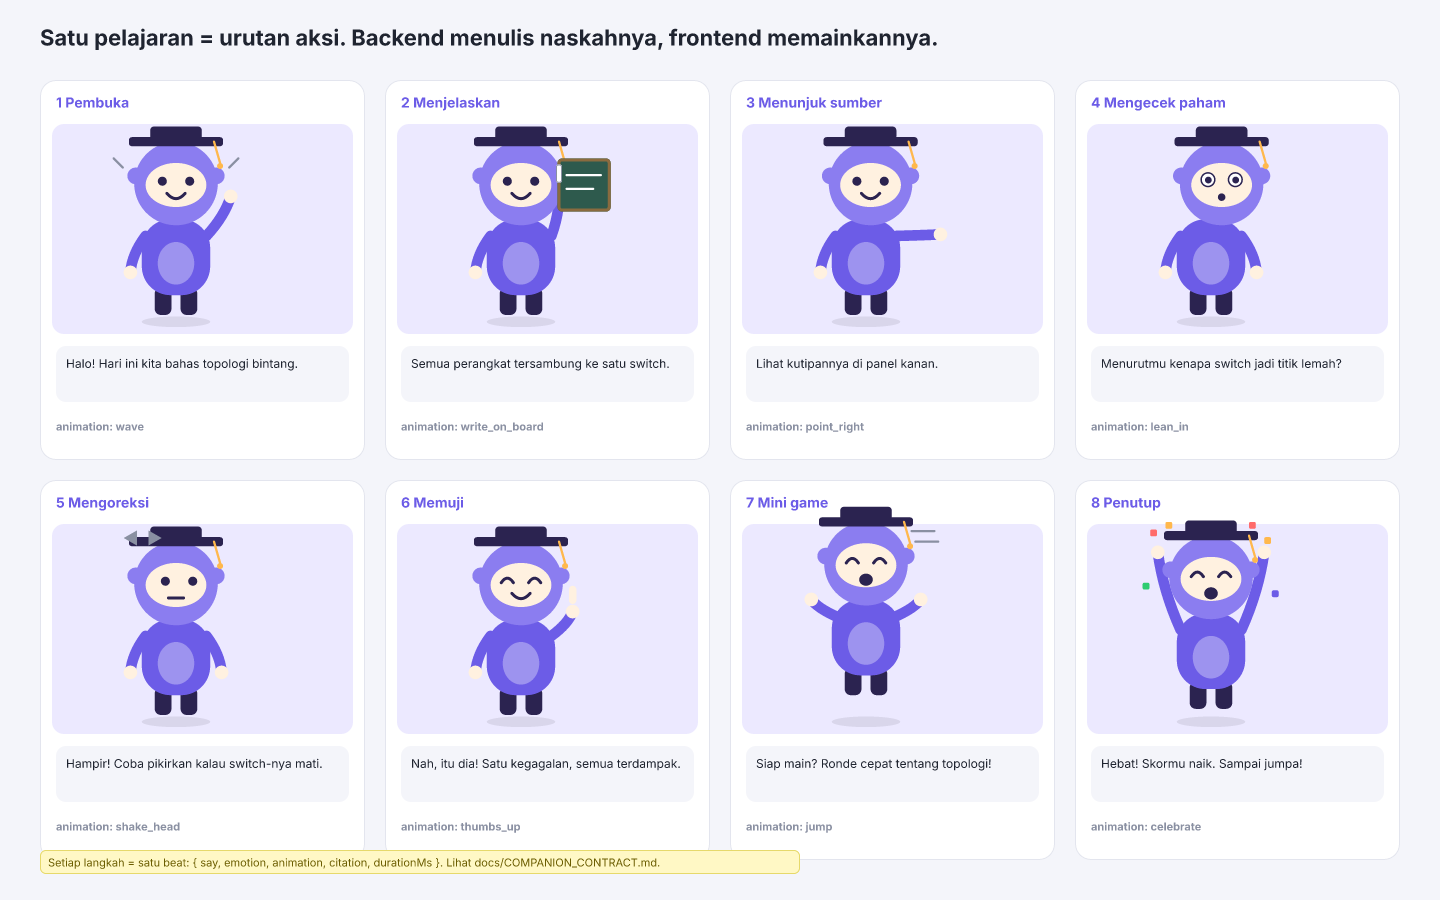 Satu pelajaran = urutan aksi. Backend menulis naskahnya, frontend memainkannya.
1 Pembuka
Halo! Hari ini kita bahas topologi bintang.
animation: wave
2 Menjelaskan
Semua perangkat tersambung ke satu switch.
animation: write_on_board
3 Menunjuk sumber
Lihat kutipannya di panel kanan.
animation: point_right
4 Mengecek paham
Menurutmu kenapa switch jadi titik lemah?
animation: lean_in
5 Mengoreksi
Hampir! Coba pikirkan kalau switch-nya mati.
animation: shake_head
6 Memuji
Nah, itu dia! Satu kegagalan, semua terdampak.
animation: thumbs_up
7 Mini game
Siap main? Ronde cepat tentang topologi!
animation: jump
8 Penutup
Hebat! Skormu naik. Sampai jumpa!
animation: celebrate
Setiap langkah = satu beat: { say, emotion, animation, citation, durationMs }. Lihat docs/COMPANION_CONTRACT.md.